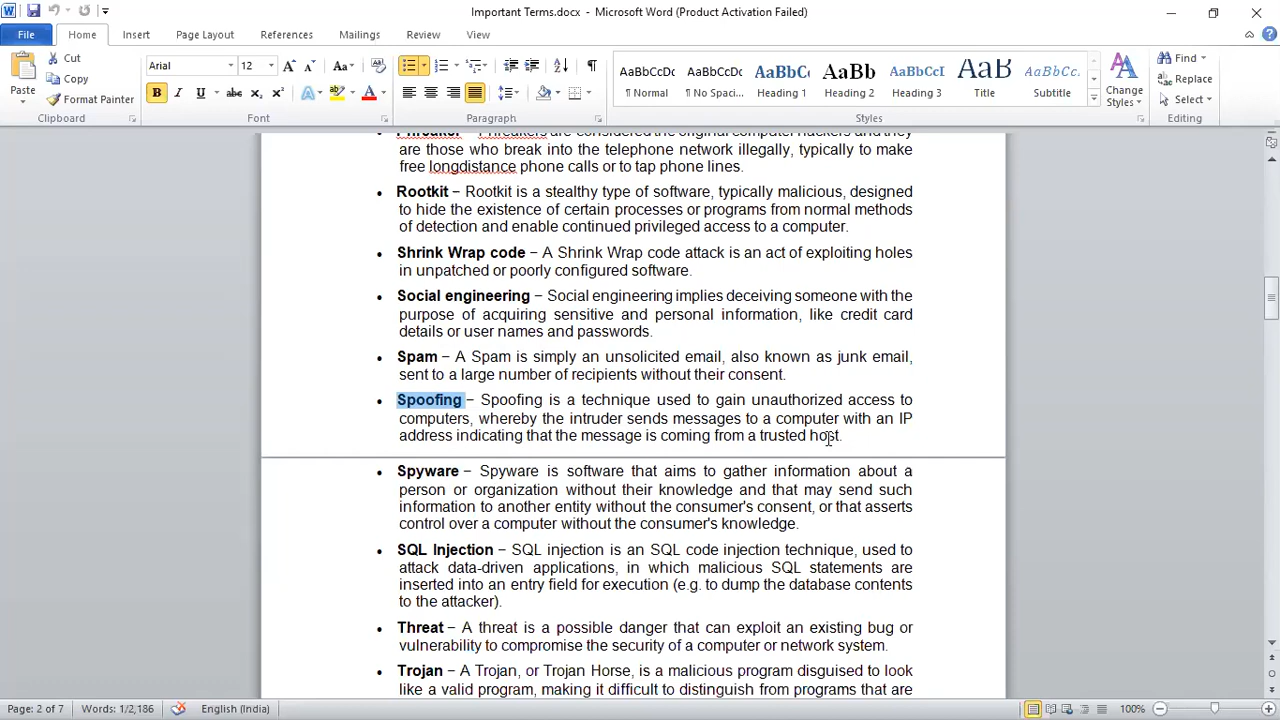 Important Terms.docx - Microsoft Word (Product Activation Failed)
File Home Insert Page Layout References Mailings Review View
Paste
Cut
Copy
Format Painter
Clipboard
Arial 12
Font
Paragraph
AaBbCcDc ¶ Normal
AaBbCcDc ¶ No Spaci...
AaBbC Heading 1
AaBb Heading 2
AaBbCcI Heading 3
AaB Title
AaBbCc. Subtitle
Change Styles
Styles
Find
Replace
Select
Editing
Phreaker – Phreakers are considered the original computer hackers and they
are those who break into the telephone network illegally, typically to make
free longdistance phone calls or to tap phone lines.
• Rootkit – Rootkit is a stealthy type of software, typically malicious, designed
to hide the existence of certain processes or programs from normal methods
of detection and enable continued privileged access to a computer.
• Shrink Wrap code – A Shrink Wrap code attack is an act of exploiting holes
in unpatched or poorly configured software.
• Social engineering – Social engineering implies deceiving someone with the
purpose of acquiring sensitive and personal information, like credit card
details or user names and passwords.
• Spam – A Spam is simply an unsolicited email, also known as junk email,
sent to a large number of recipients without their consent.
• Spoofing – Spoofing is a technique used to gain unauthorized access to
computers, whereby the intruder sends messages to a computer with an IP
address indicating that the message is coming from a trusted host.
• Spyware – Spyware is software that aims to gather information about a
person or organization without their knowledge and that may send such
information to another entity without the consumer's consent, or that asserts
control over a computer without the consumer's knowledge.
• SQL Injection – SQL injection is an SQL code injection technique, used to
attack data-driven applications, in which malicious SQL statements are
inserted into an entry field for execution (e.g. to dump the database contents
to the attacker).
• Threat – A threat is a possible danger that can exploit an existing bug or
vulnerability to compromise the security of a computer or network system.
• Trojan – A Trojan, or Trojan Horse, is a malicious program disguised to look
like a valid program, making it difficult to distinguish from programs that are
Page: 2 of 7 Words: 1/2,186 English (India) 100%